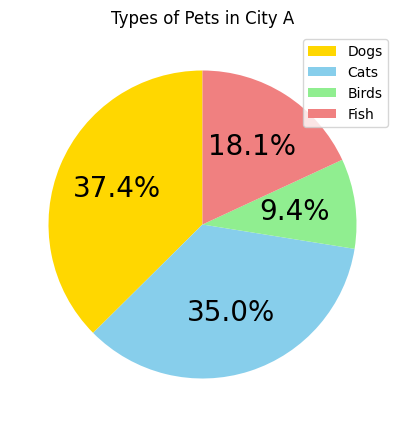 Types of Pets in City A
Dogs
Cats
Birds
Fish
18.1%
37.4%
9.4%
35.0%